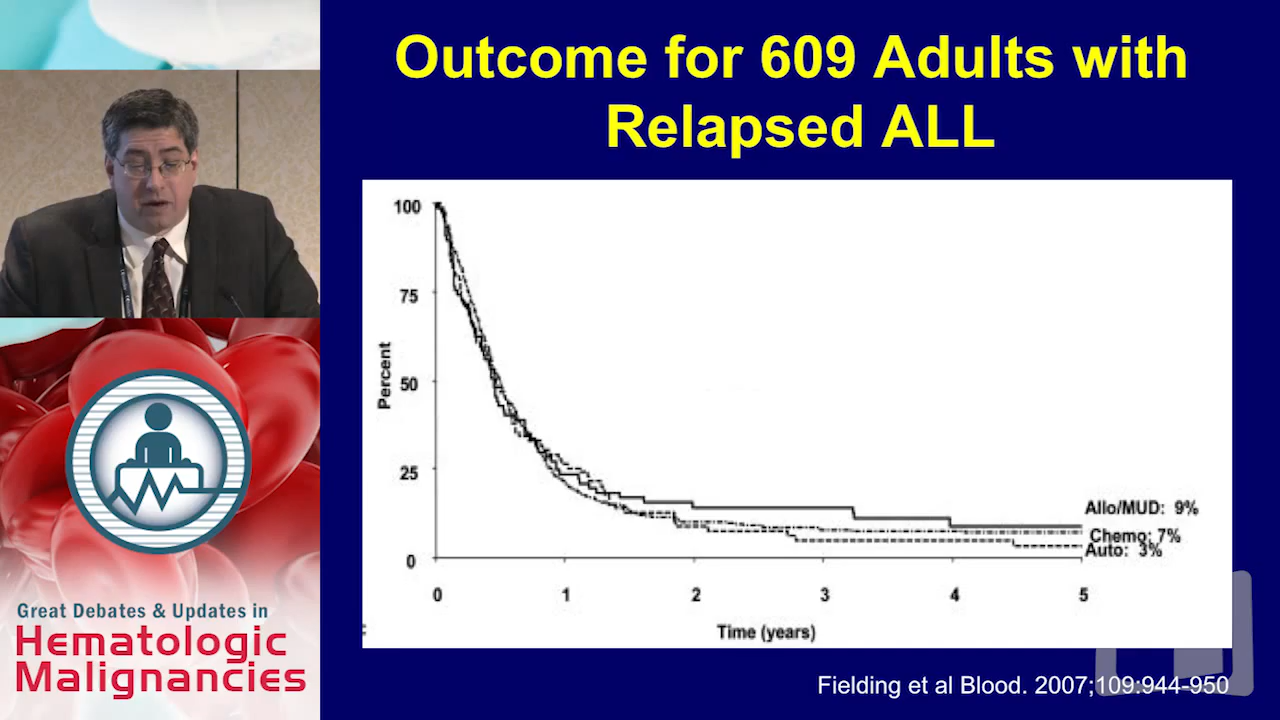 Outcome for 609 Adults with
Relapsed ALL
100
75
50
25
0
Percent
0 1 2 3 4 5
Time (years)
Allo/MUD: 9%
Chemo: 7%
Auto: 3%
Fielding et al Blood. 2007;109:944-950
Great Debates & Updates in
Hematologic
Malignancies